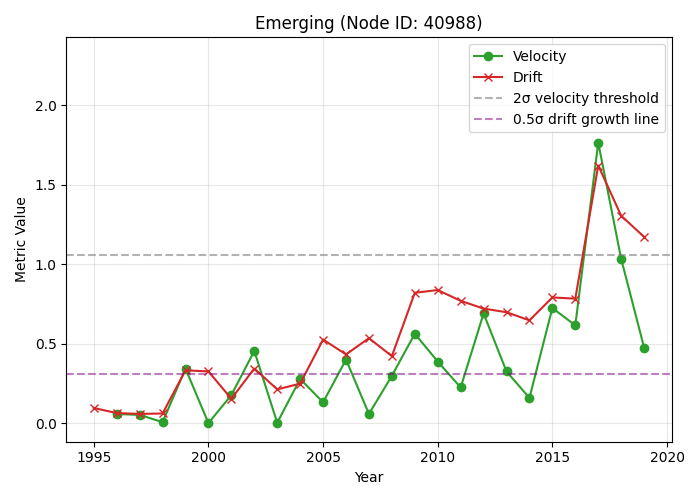 Emerging (Node ID: 40988)
Velocity
Drift
2σ velocity threshold
0.5σ drift growth line
Metric Value
2.0
1.5
1.0
0.5
0.0
1995 2000 2005 2010 2015 2020
Year